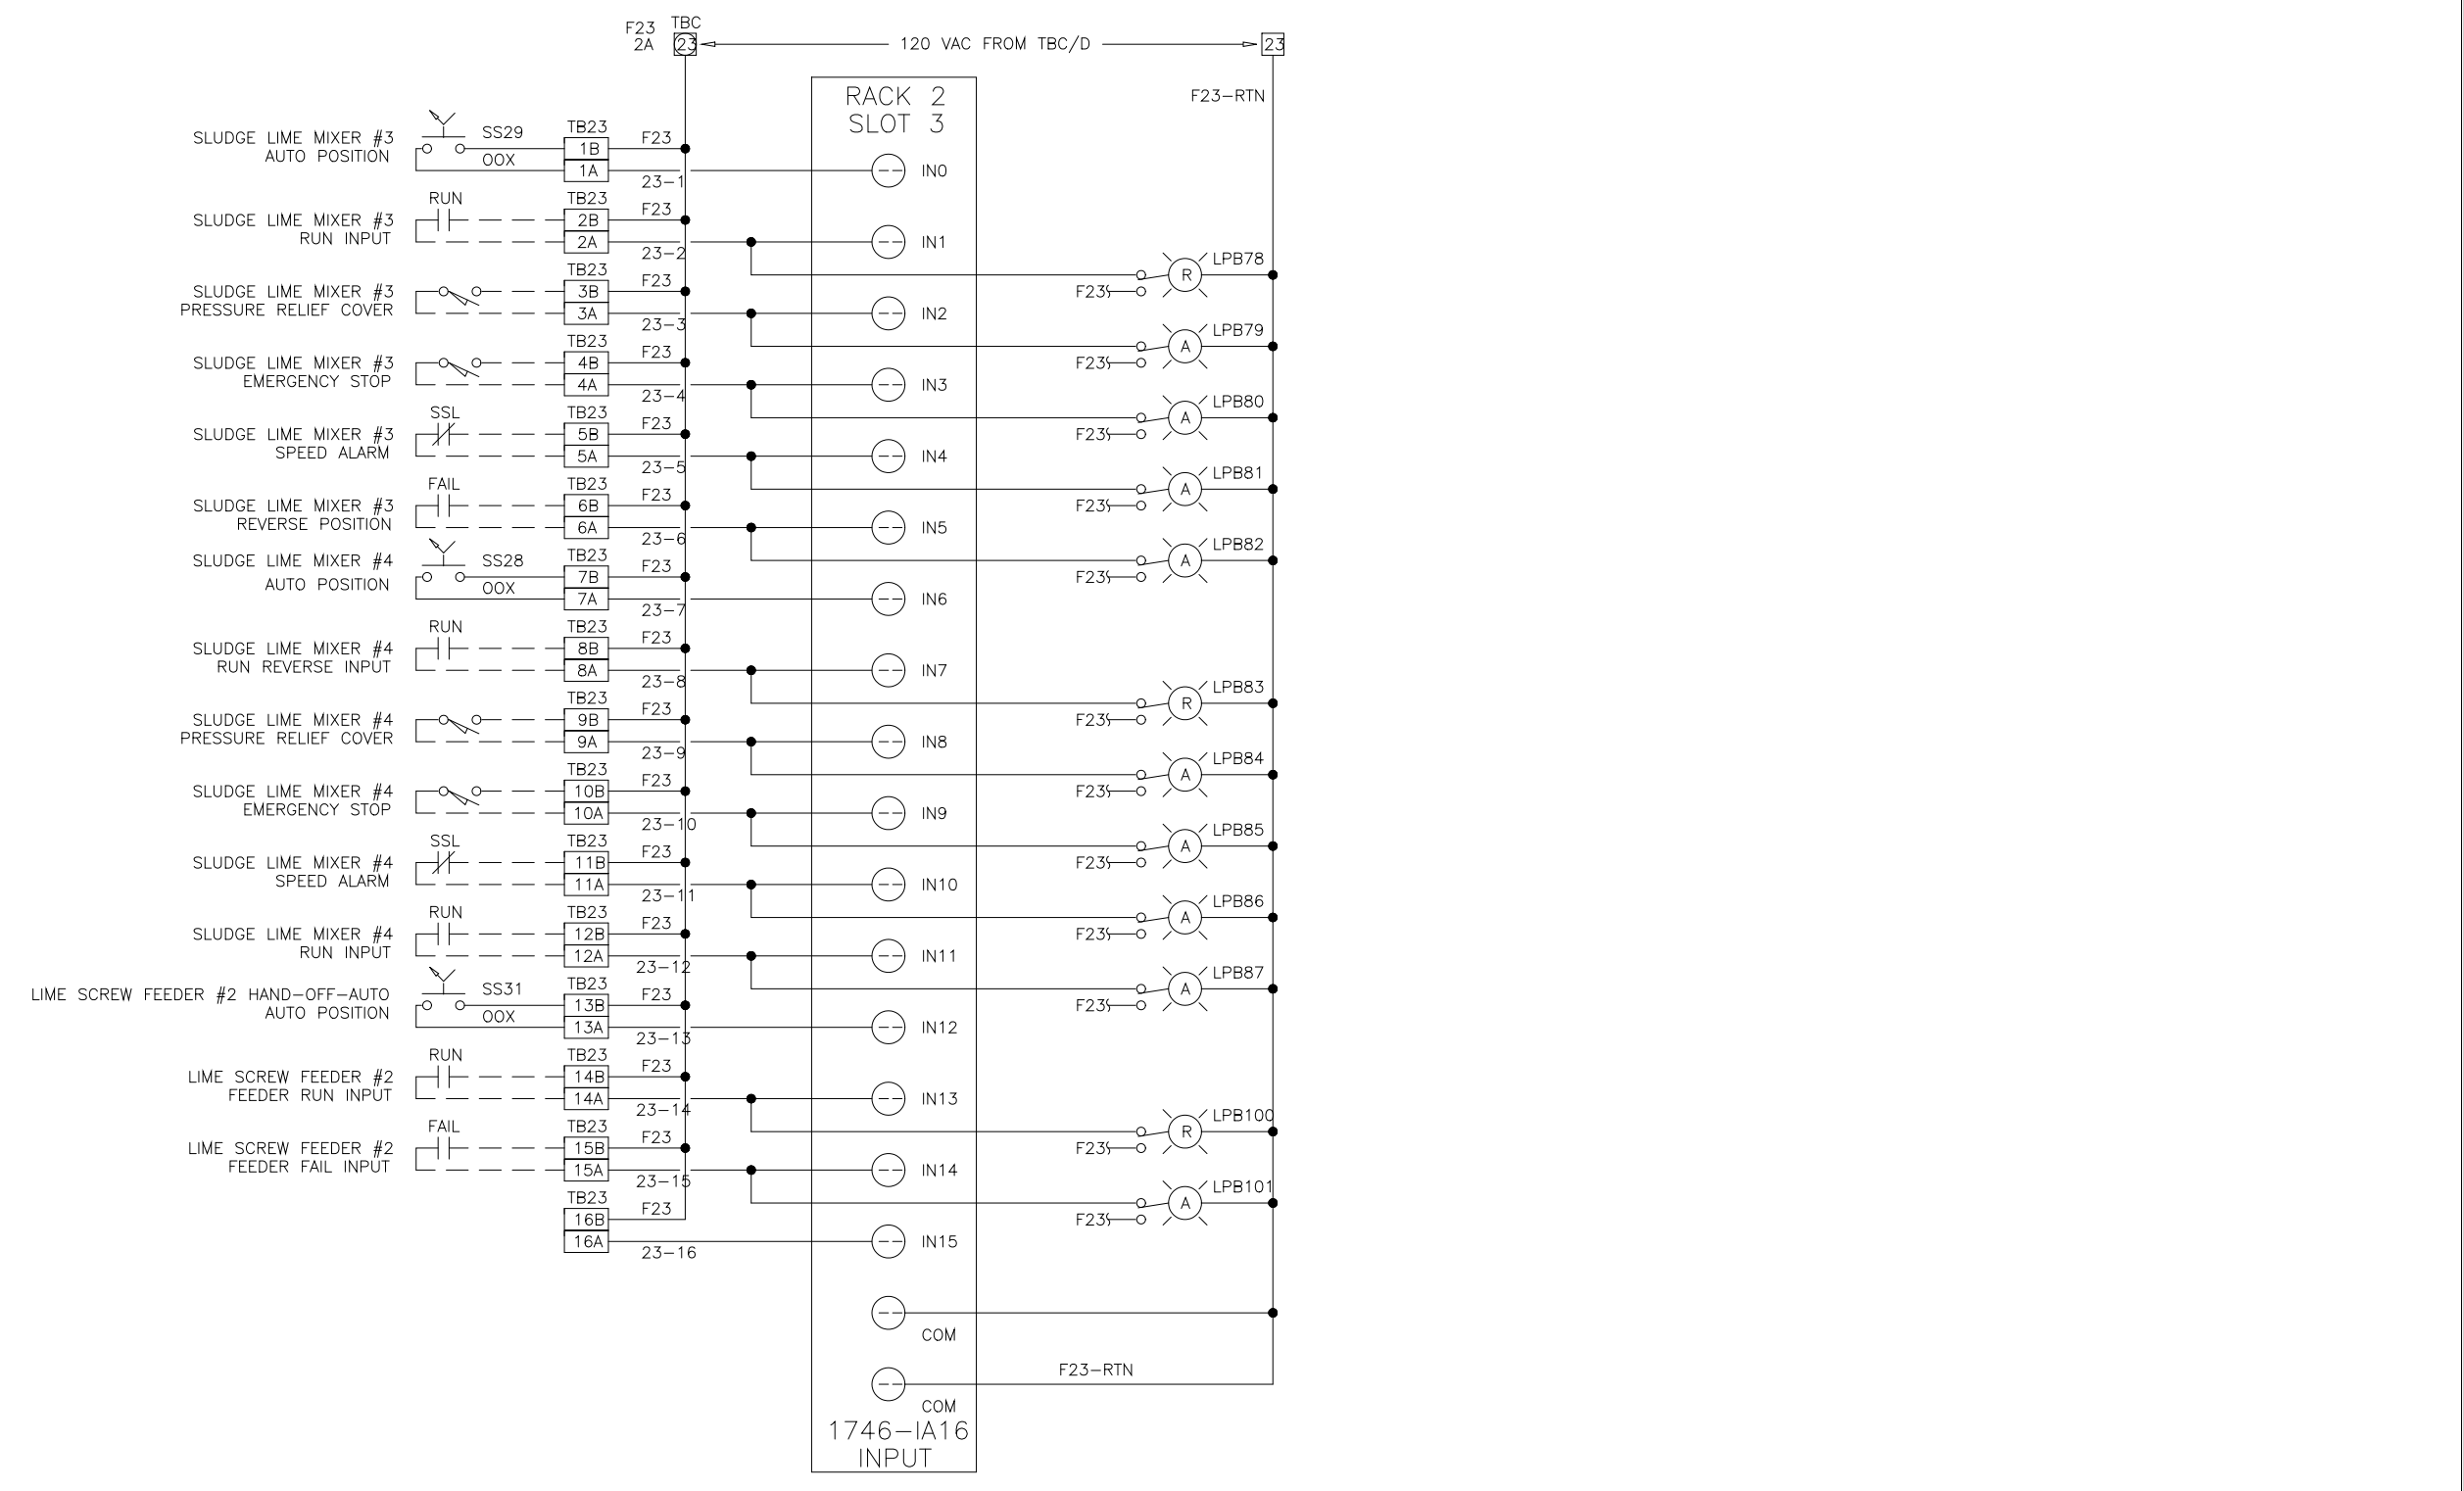 F23 TBC
2A 23 120 VAC FROM TBC/D 23
RACK 2
SLOT 3
F23-RTN
SLUDGE LIME MIXER #3 SS29 TB23 F23
AUTO POSITION OOX 1B
1A 23-1 IN0
RUN TB23 F23
SLUDGE LIME MIXER #3 2B
RUN INPUT 2A 23-2 IN1
LPB78
R
F23
TB23 F23
SLUDGE LIME MIXER #3 3B
PRESSURE RELIEF COVER 3A 23-3 IN2
LPB79
A
F23
TB23 F23
SLUDGE LIME MIXER #3 4B
EMERGENCY STOP 4A 23-4 IN3
LPB80
A
F23
SSL TB23 F23
SLUDGE LIME MIXER #3 5B
SPEED ALARM 5A 23-5 IN4
LPB81
A
F23
FAIL TB23 F23
SLUDGE LIME MIXER #3 6B
REVERSE POSITION 6A 23-6 IN5
LPB82
A
F23
SLUDGE LIME MIXER #4 SS28 TB23 F23
AUTO POSITION OOX 7B
7A 23-7 IN6
RUN TB23 F23
SLUDGE LIME MIXER #4 8B
RUN REVERSE INPUT 8A 23-8 IN7
LPB83
R
F23
TB23 F23
SLUDGE LIME MIXER #4 9B
PRESSURE RELIEF COVER 9A 23-9 IN8
LPB84
A
F23
TB23 F23
SLUDGE LIME MIXER #4 10B
EMERGENCY STOP 10A 23-10 IN9
LPB85
A
F23
SSL TB23 F23
SLUDGE LIME MIXER #4 11B
SPEED ALARM 11A 23-11 IN10
LPB86
A
F23
RUN TB23 F23
SLUDGE LIME MIXER #4 12B
RUN INPUT 12A 23-12 IN11
LPB87
A
F23
LIME SCREW FEEDER #2 HAND-OFF-AUTO SS31 TB23 F23
AUTO POSITION OOX 13B
13A 23-13 IN12
RUN TB23 F23
LIME SCREW FEEDER #2 14B
FEEDER RUN INPUT 14A 23-14 IN13
LPB100
R
F23
FAIL TB23 F23
LIME SCREW FEEDER #2 15B
FEEDER FAIL INPUT 15A 23-15 IN14
LPB101
A
F23
TB23 F23
16B
16A 23-16 IN15
COM
F23-RTN
COM
1746-IA16
INPUT